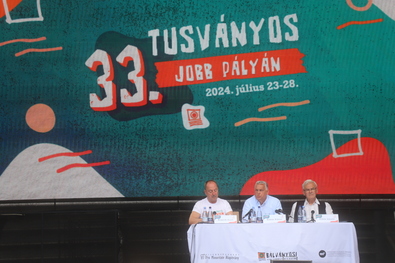 TUSVÁNYOS
33.
JOBB PÁLYÁN
2024. július 23-28.
BÁLVÁNYOSI